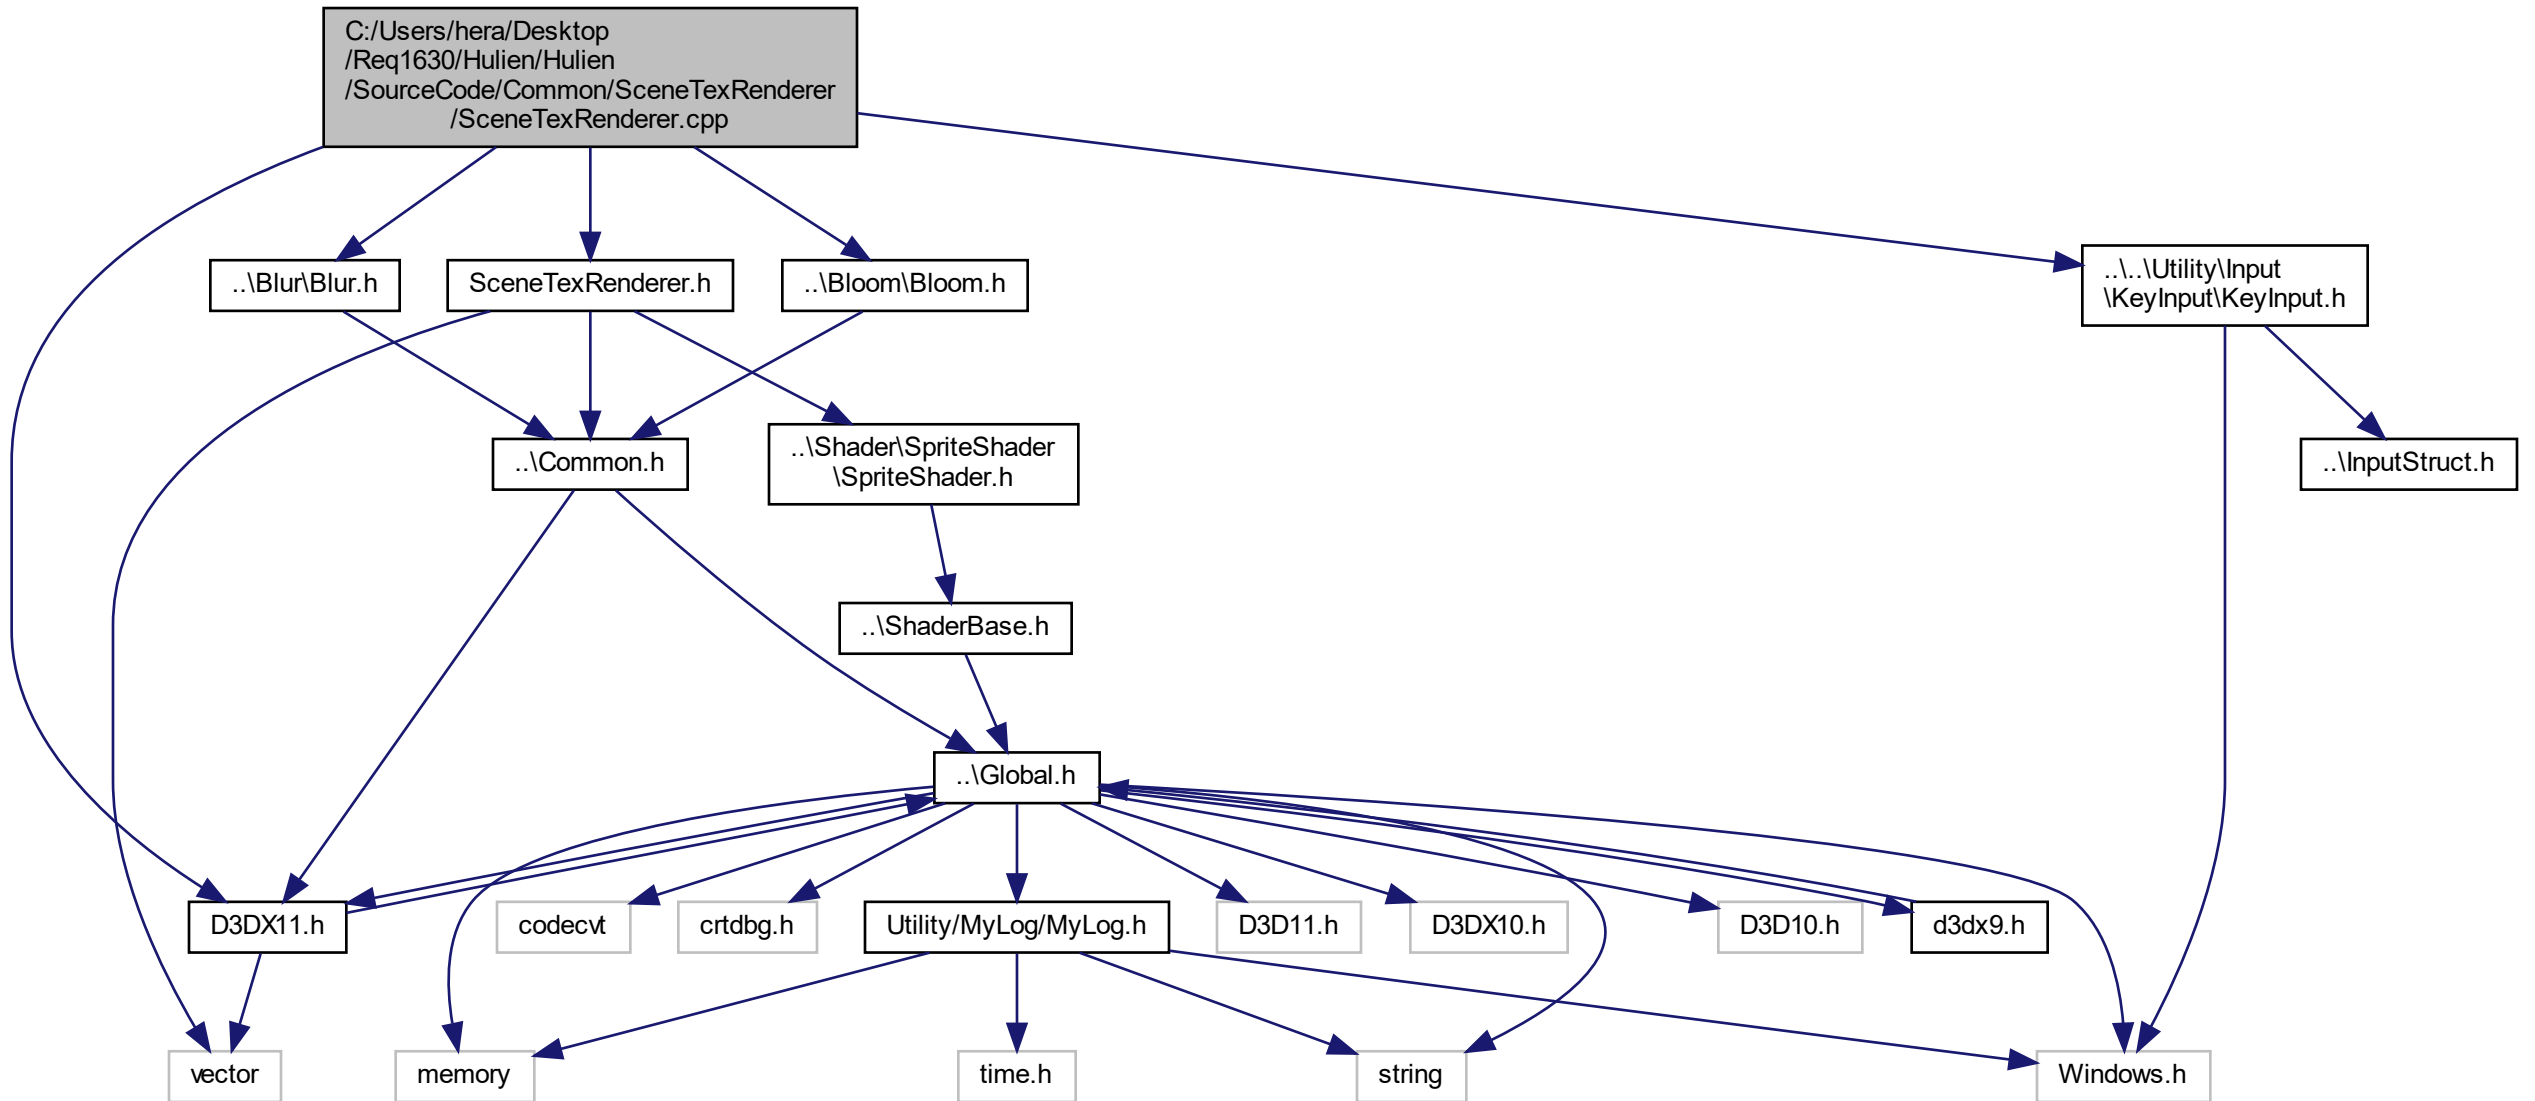 C:/Users/hera/Desktop
/Req1630/Hulien/Hulien
/SourceCode/Common/SceneTexRenderer
/SceneTexRenderer.cpp
..\Blur\Blur.h
SceneTexRenderer.h
..\Bloom\Bloom.h
..\..\Utility\Input
\KeyInput\KeyInput.h
..\Common.h
..\Shader\SpriteShader
\SpriteShader.h
..\InputStruct.h
..\ShaderBase.h
..\Global.h
D3DX11.h
codecvt
crtdbg.h
Utility/MyLog/MyLog.h
D3D11.h
D3DX10.h
D3D10.h
d3dx9.h
vector
memory
time.h
string
Windows.h